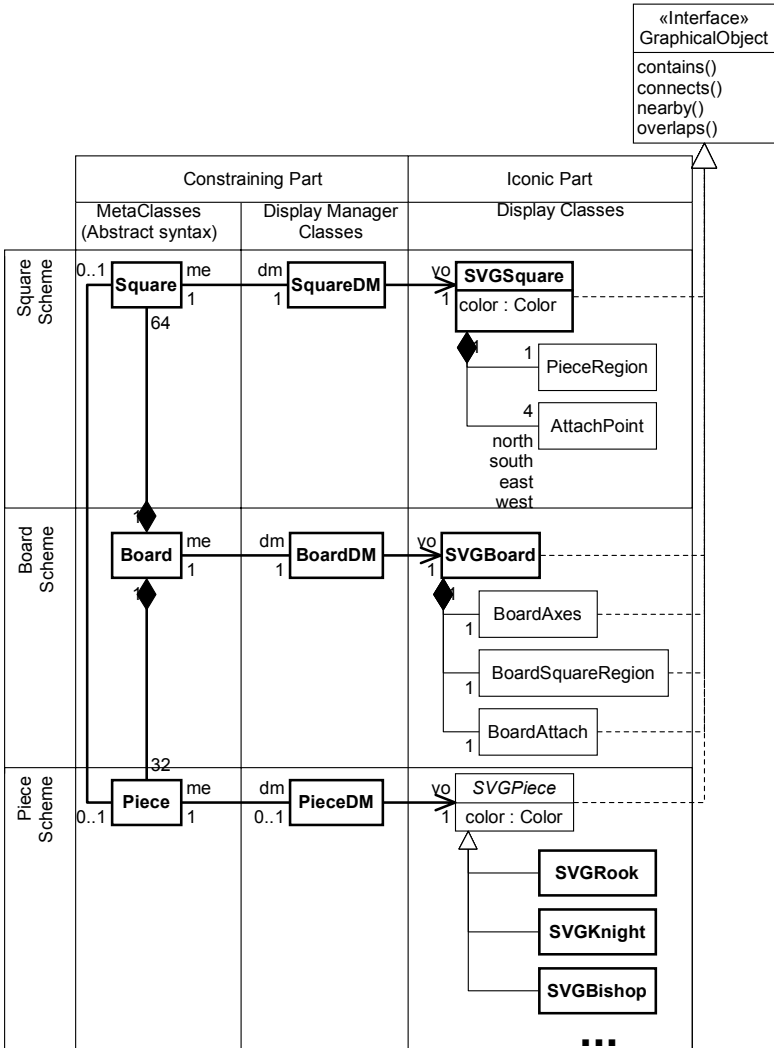 «Interface»
GraphicalObject
contains()
connects()
nearby()
overlaps()
Constraining Part
Iconic Part
MetaClasses
(Abstract syntax)
Display Manager
Classes
Display Classes
Square
Scheme
0..1
Square
me
1
dm
1
SquareDM
vo
1
SVGSquare
color : Color
64
1
1
PieceRegion
4
AttachPoint
north
south
east
west
1
Board
Scheme
Board
me
1
dm
1
BoardDM
vo
1
SVGBoard
1
1
BoardAxes
1
BoardSquareRegion
1
1
BoardAttach
32
Piece
Scheme
0..1
Piece
me
1
dm
0..1
PieceDM
vo
1
SVGPiece
color : Color
SVGRook
SVGKnight
SVGBishop
...